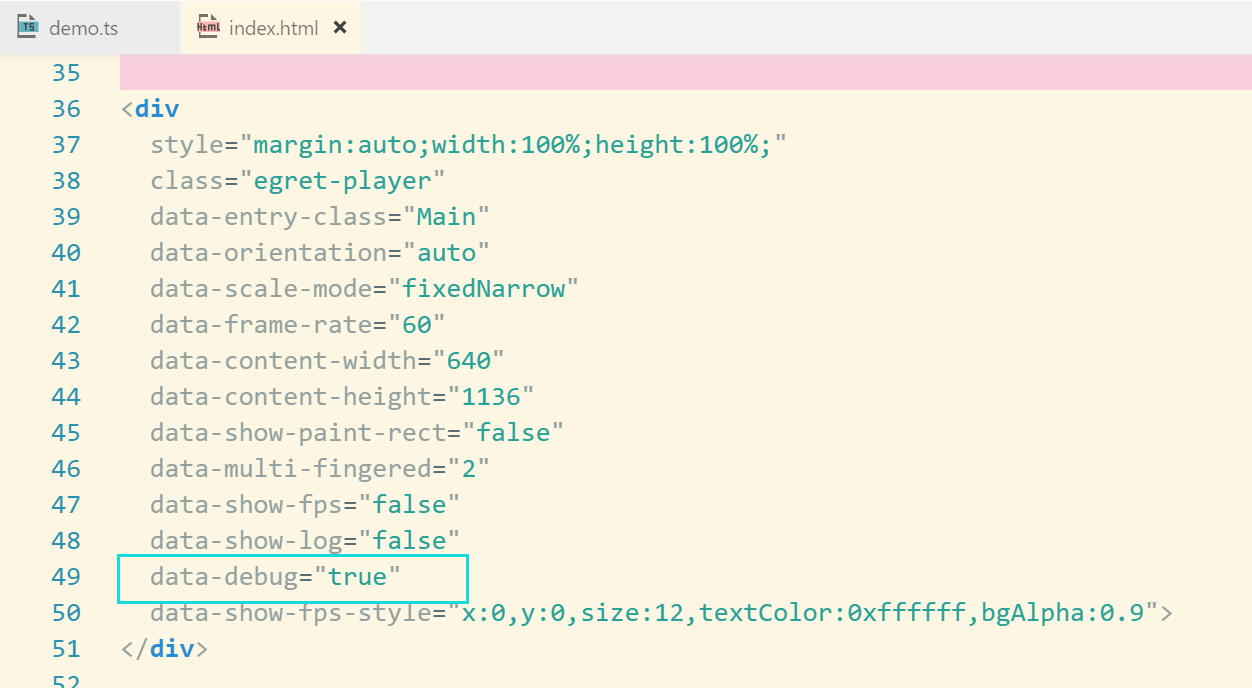 demo.ts index.html
35
36 <div
37 style="margin:auto;width:100%;height:100%;"
38 class="egret-player"
39 data-entry-class="Main"
40 data-orientation="auto"
41 data-scale-mode="fixedNarrow"
42 data-frame-rate="60"
43 data-content-width="640"
44 data-content-height="1136"
45 data-show-paint-rect="false"
46 data-multi-fingered="2"
47 data-show-fps="false"
48 data-show-log="false"
49 data-debug="true"
50 data-show-fps-style="x:0,y:0,size:12,textColor:0xffffff,bgAlpha:0.9">
51 </div>
52